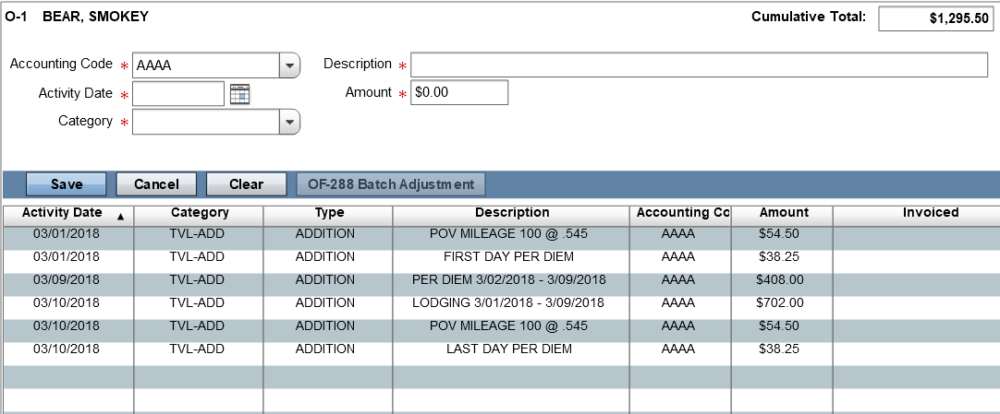 O-1 BEAR, SMOKEY Cumulative Total: $1,295.50
Accounting Code * AAAA Description *
Activity Date * Amount * $0.00
Category *
Save Cancel Clear OF-288 Batch Adjustment
Activity Date ▲ Category Type Description Accounting Co Amount Invoiced
03/01/2018 TVL-ADD ADDITION POV MILEAGE 100 @ .545 AAAA $54.50
03/01/2018 TVL-ADD ADDITION FIRST DAY PER DIEM AAAA $38.25
03/09/2018 TVL-ADD ADDITION PER DIEM 3/02/2018 - 3/09/2018 AAAA $408.00
03/10/2018 TVL-ADD ADDITION LODGING 3/01/2018 - 3/09/2018 AAAA $702.00
03/10/2018 TVL-ADD ADDITION POV MILEAGE 100 @ .545 AAAA $54.50
03/10/2018 TVL-ADD ADDITION LAST DAY PER DIEM AAAA $38.25